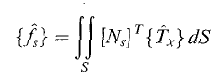 {f̂_s} = ∬_S [N_s]^T {T̂_x} dS